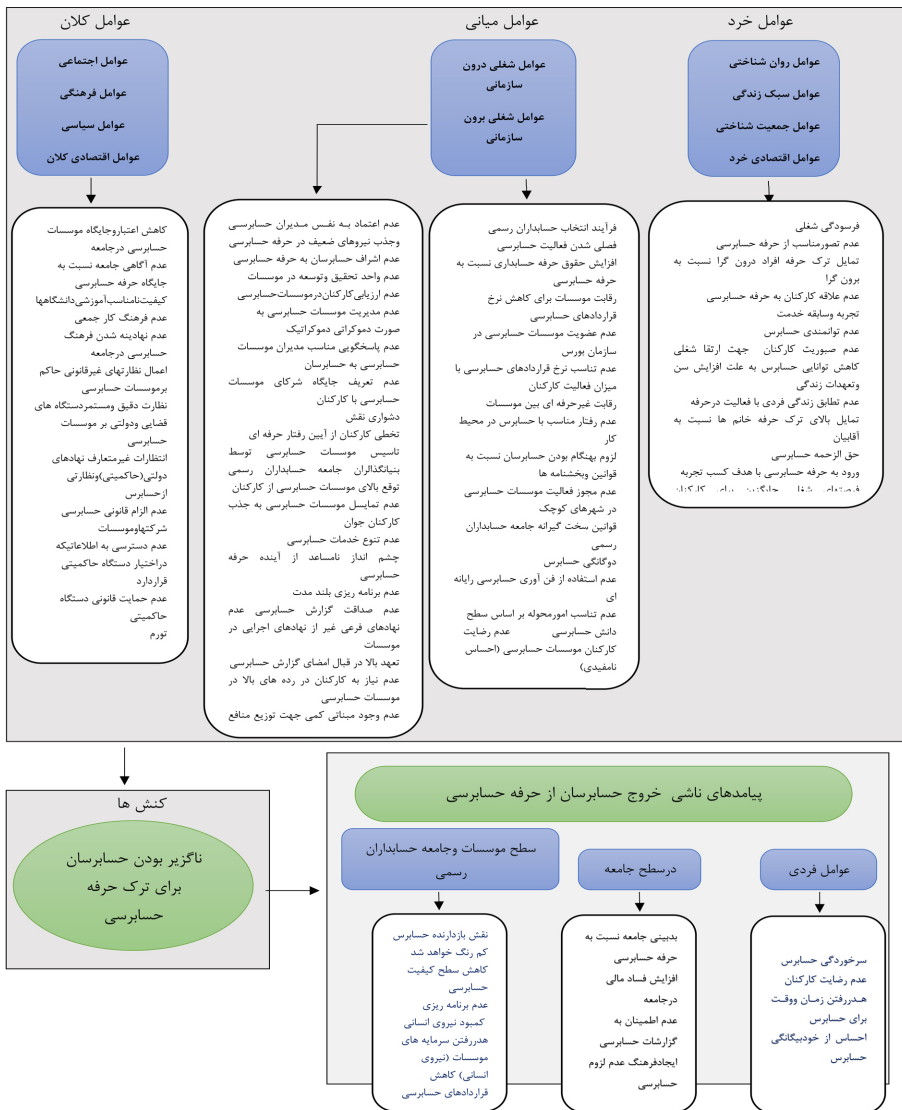 عوامل خرد
عوامل میانی
عوامل کلان
عوامل روان شناختی
عوامل سبک زندگی
عوامل جمعیت شناختی
عوامل اقتصادی خرد
عوامل شغلی درون
سازمانی
عوامل شغلی برون
سازمانی
عوامل اجتماعی
عوامل فرهنگی
عوامل سیاسی
عوامل اقتصادی کلان
فرسودگی شغلی
عدم تصورمناسب از حرفه حسابرسی
تمایل ترک حرفه افراد درون گرا نسبت به
برون گرا
عدم علاقه کارکنان به حرفه حسابرسی
تجربه وسابقه خدمت
عدم توانمندی حسابرس
عدم صبوریت کارکنان جهت ارتقا شغلی
کاهش توانایی حسابرس به علت افزایش سن
وتعهدات زندگی
عدم تطابق زندگی فردی با فعالیت درحرفه
تمایل بالای ترک حرفه خانم ها نسبت به
آقاییان
حق الزحمه حسابرسی
ورود به حرفه حسابرسی با هدف کسب تجربه
فرصتهای شغلی جایگزین برای کارکنان
فرآیند انتخاب حسابداران رسمی
فصلی شدن فعالیت حسابرسی
افزایش حقوق حرفه حسابداری نسبت به
حرفه حسابرسی
رقابت موسسات برای کاهش نرخ
قراردادهای حسابرسی
عدم عضویت موسسات حسابرسی در
سازمان بورس
عدم تناسب نرخ قراردادهای حسابرسی با
میزان فعالیت کارکنان
رقابت غیرحرفه ای بین موسسات
عدم رفتار مناسب با حسابرس در محیط
کار
لزوم بهنگام بودن حسابرسان نسبت به
قوانین وبخشنامه ها
عدم مجوز فعالیت موسسات حسابرسی
در شهرهای کوچک
قوانین سخت گیرانه جامعه حسابداران
رسمی
دوگانگی حسابرس
عدم استفاده از فن آوری حسابرسی رایانه
ای
عدم تناسب امورمحوله بر اساس سطح
دانش حسابرسی عدم رضایت
کارکنان موسسات حسابرسی (احساس
نامفیدی)
عدم اعتماد به نفس مدیران حسابرسی
وجذب نیروهای ضعیف در حرفه حسابرسی
عدم اشراف حسابرسان به حرفه حسابرسی
عدم واحد تحقیق وتوسعه در موسسات
عدم ارزیابی‌کارکنان‌درموسسات‌حسابرسی
عدم مدیریت موسسات حسابرسی به
صورت دموکراتی دموکراتیک
عدم پاسخگویی مناسب مدیران موسسات
حسابرسی به حسابرسان
عدم تعریف جایگاه شرکای موسسات
حسابرسی با کارکنان
دشواری نقش
تخطی کارکنان از آیین رفتار حرفه ای
تاسیس موسسات حسابرسی توسط
بنیانگذالران جامعه حسابداران رسمی
توقع بالای موسسات حسابرسی از کارکنان
عدم تمایسل موسسات حسابرسی به جذب
کارکنان جوان
عدم تنوع خدمات حسابرسی
چشم انداز نامساعد از آینده حرفه
حسابرسی
عدم برنامه ریزی بلند مدت
عدم صداقت گزارش حسابرسی عدم
نهادهای فرعی غیر از نهادهای اجرایی در
موسسات
تعهد بالا در قبال امضای گزارش حسابرسی
عدم نیاز به کارکنان در رده های بالا در
موسسات حسابرسی
عدم وجود مبناتی کمی جهت توزیع منافع
کاهش اعتباروجایگاه موسسات
حسابرسی درجامعه
عدم آگاهی جامعه نسبت به
جایگاه حرفه حسابرسی
کیفیت‌نامناسب‌آموزشی‌دانشگاهها
عدم فرهنگ کار جمعی
عدم نهادینه شدن فرهنگ
حسابرسی درجامعه
اعمال نظارتهای غیرقانونی حاکم
برموسسات حسابرسی
نظارت دقیق ومستمردستگاه های
قضایی ودولتی بر موسسات
حسابرسی
انتظارات غیرمتعارف نهادهای
دولتی(حاکمیتی)ونظارتی
ازحسابرس
عدم الزام قانونی حسابرسی
شرکتهاوموسسات
عدم دسترسی به اطلاعاتیکه
دراختیار دستگاه حاکمیتی
قراردارد
عدم حمایت قانونی دستگاه
حاکمیتی
تورم
کنش ها
ناگزیر بودن حسابرسان
برای ترک حرفه
حسابرسی
پیامدهای ناشی خروج حسابرسان از حرفه حسابرسی
عوامل فردی
درسطح جامعه
سطح موسسات وجامعه حسابداران
رسمی
سرخوردگی حسابرس
عدم رضایت کارکنان
هدررفتن زمان ووقت
برای حسابرس
احساس از خودبیگانگی
حسابرس
بدبینی جامعه نسبت به
حرفه حسابرسی
افزایش فساد مالی
درجامعه
عدم اطمینان به
گزارشات حسابرسی
ایجادفرهنگ عدم لزوم
حسابرسی
نقش بازدارنده حسابرس
کم رنگ خواهد شد
کاهش سطح کیفیت
حسابرسی
عدم برنامه ریزی
کمبود نیروی انسانی
هدررفتن سرمایه های
موسسات (نیروی
انسانی) کاهش
قراردادهای حسابرسی